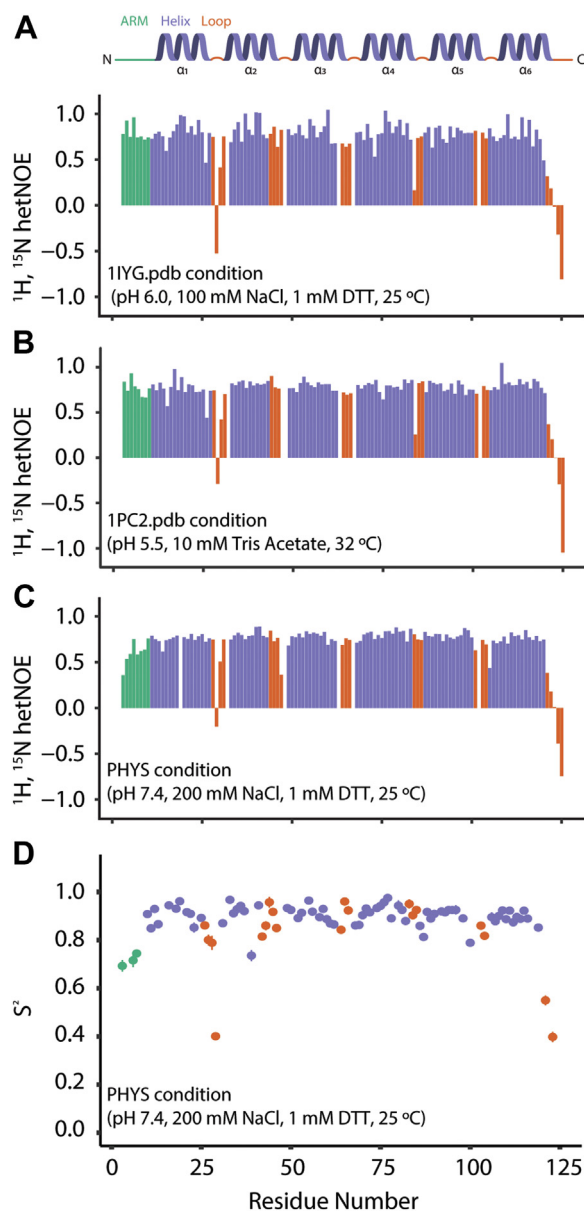 A
ARM Helix Loop
N C
α1 α2 α3 α4 α5 α6
1.0
0.5
0.0
−0.5
−1.0
¹H, ¹⁵N hetNOE
1IYG.pdb condition
(pH 6.0, 100 mM NaCl, 1 mM DTT, 25 ºC)
B
1.0
0.5
0.0
−0.5
−1.0
¹H, ¹⁵N hetNOE
1PC2.pdb condition
(pH 5.5, 10 mM Tris Acetate, 32 ºC)
C
1.0
0.5
0.0
−0.5
−1.0
¹H, ¹⁵N hetNOE
PHYS condition
(pH 7.4, 200 mM NaCl, 1 mM DTT, 25 ºC)
D
1.0
0.8
0.6
0.4
0.2
0.0
S²
PHYS condition
(pH 7.4, 200 mM NaCl, 1 mM DTT, 25 ºC)
0 25 50 75 100 125
Residue Number